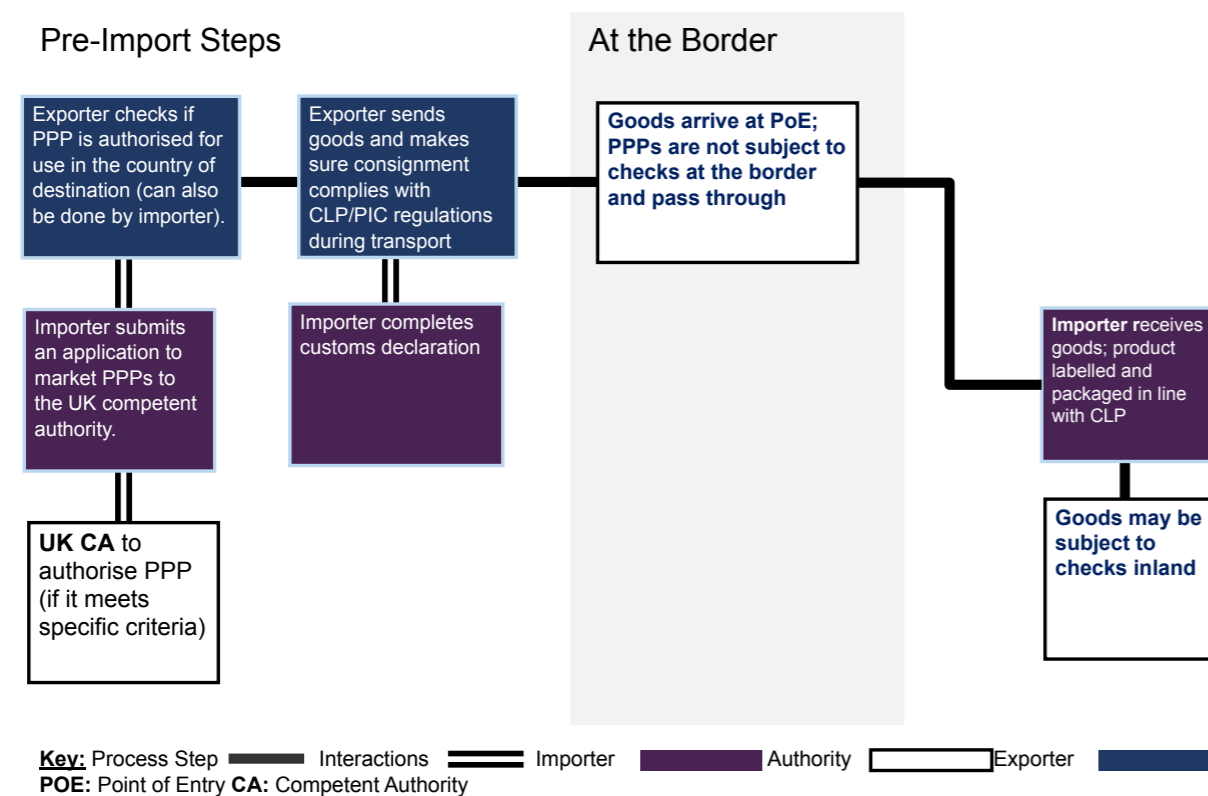 Pre-Import Steps
At the Border
Exporter checks if
PPP is authorised for
use in the country of
destination (can also
be done by importer).
Exporter sends
goods and makes
sure consignment
complies with
CLP/PIC regulations
during transport
Goods arrive at PoE;
PPPs are not subject to
checks at the border
and pass through
Importer submits
an application to
market PPPs to
the UK competent
authority.
Importer completes
customs declaration
Importer receives
goods; product
labelled and
packaged in line
with CLP
UK CA to
authorise PPP
(if it meets
specific criteria)
Goods may be
subject to
checks inland
Key: Process Step Interactions Importer Authority Exporter
POE: Point of Entry CA: Competent Authority